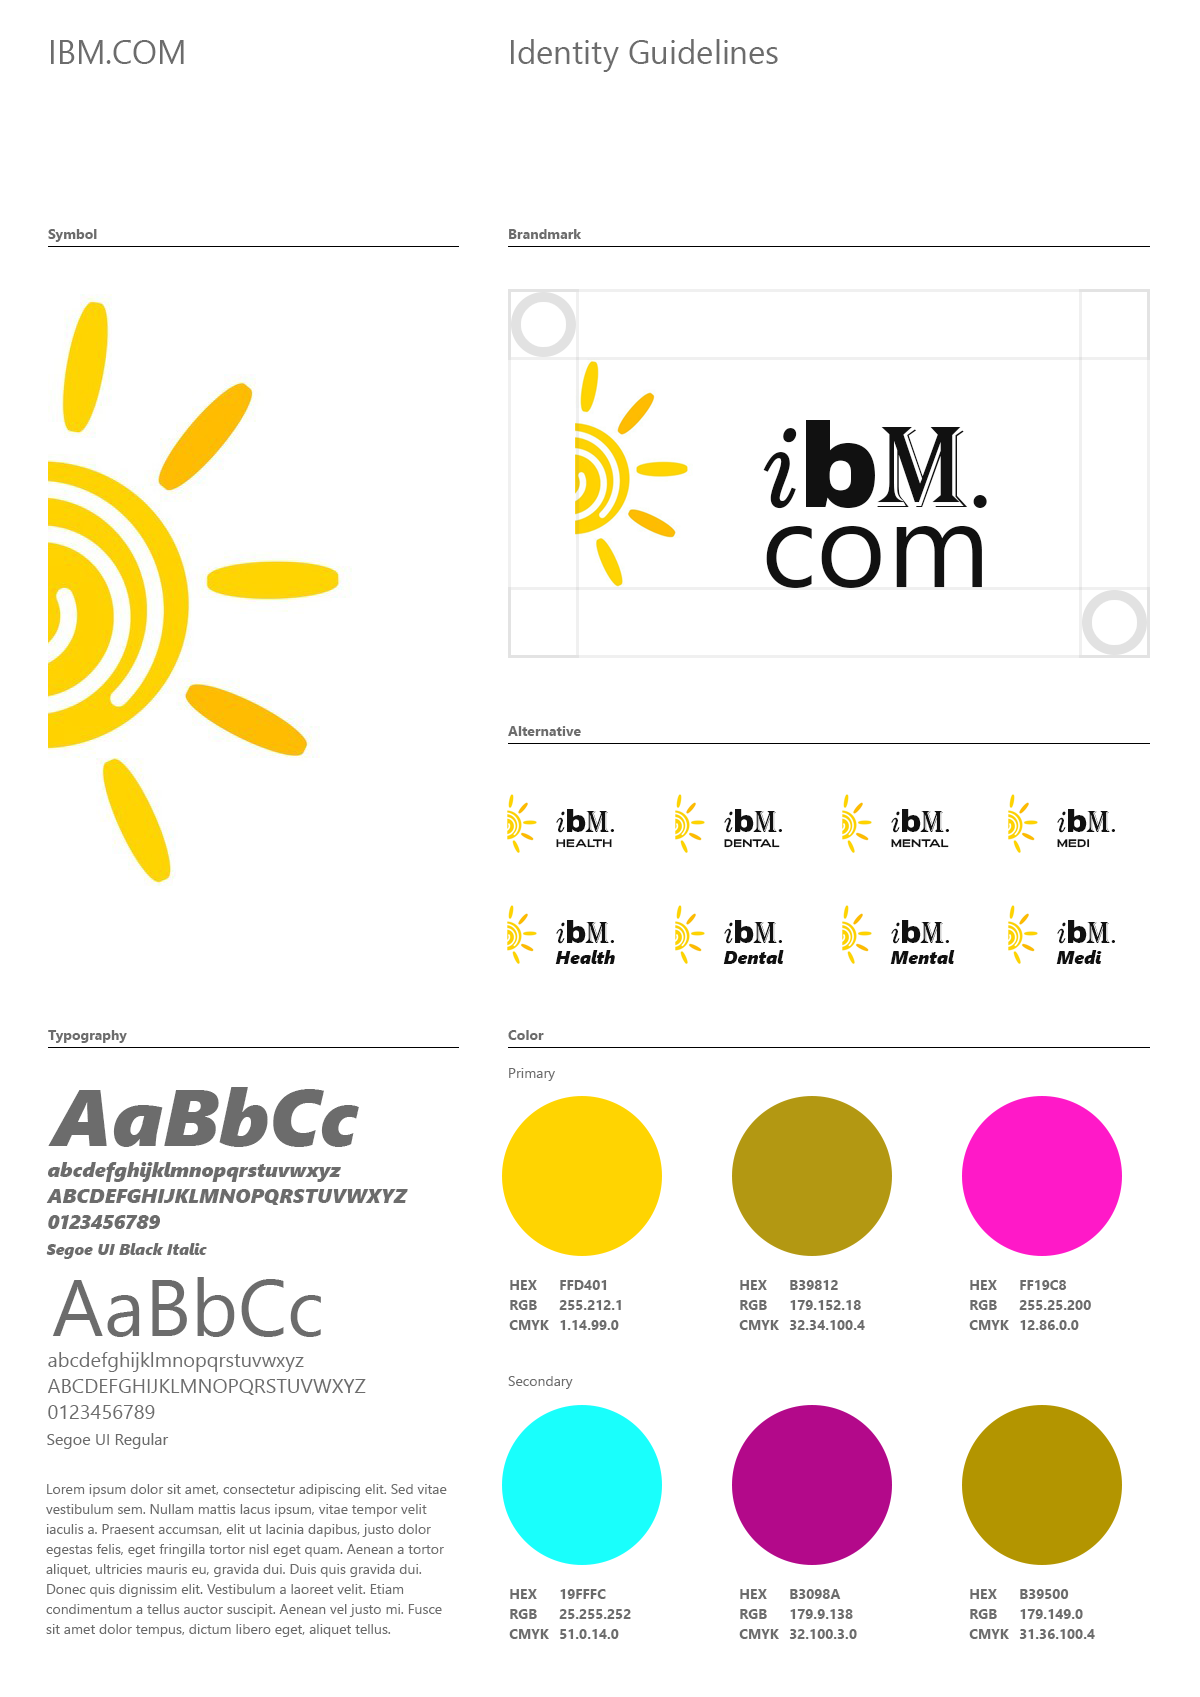 IBM.COM
Identity Guidelines
Symbol
Brandmark
ibM.
com
Alternative
ibM.
HEALTH
ibM.
DENTAL
ibM.
MENTAL
ibM.
MEDI
ibM.
Health
ibM.
Dental
ibM.
Mental
ibM.
Medi
Typography
AaBbCc
abcdefghijklmnopqrstuvwxyz
ABCDEFGHIJKLMNOPQRSTUVWXYZ
0123456789
Segoe UI Black Italic
AaBbCc
abcdefghijklmnopqrstuvwxyz
ABCDEFGHIJKLMNOPQRSTUVWXYZ
0123456789
Segoe UI Regular
Lorem ipsum dolor sit amet, consectetur adipiscing elit. Sed vitae
vestibulum sem. Nullam mattis lacus ipsum, vitae tempor velit
iaculis a. Praesent accumsan, elit ut lacinia dapibus, justo dolor
egestas felis, eget fringilla tortor nisl eget quam. Aenean a tortor
aliquet, ultricies mauris eu, gravida dui. Duis quis gravida dui.
Donec quis dignissim elit. Vestibulum a laoreet velit. Etiam
condimentum a tellus auctor suscipit. Aenean vel justo mi. Fusce
sit amet dolor tempus, dictum libero eget, aliquet tellus.
Color
Primary
HEX FFD401
RGB 255.212.1
CMYK 1.14.99.0
HEX B39812
RGB 179.152.18
CMYK 32.34.100.4
HEX FF19C8
RGB 255.25.200
CMYK 12.86.0.0
Secondary
HEX 19FFFC
RGB 25.255.252
CMYK 51.0.14.0
HEX B3098A
RGB 179.9.138
CMYK 32.100.3.0
HEX B39500
RGB 179.149.0
CMYK 31.36.100.4